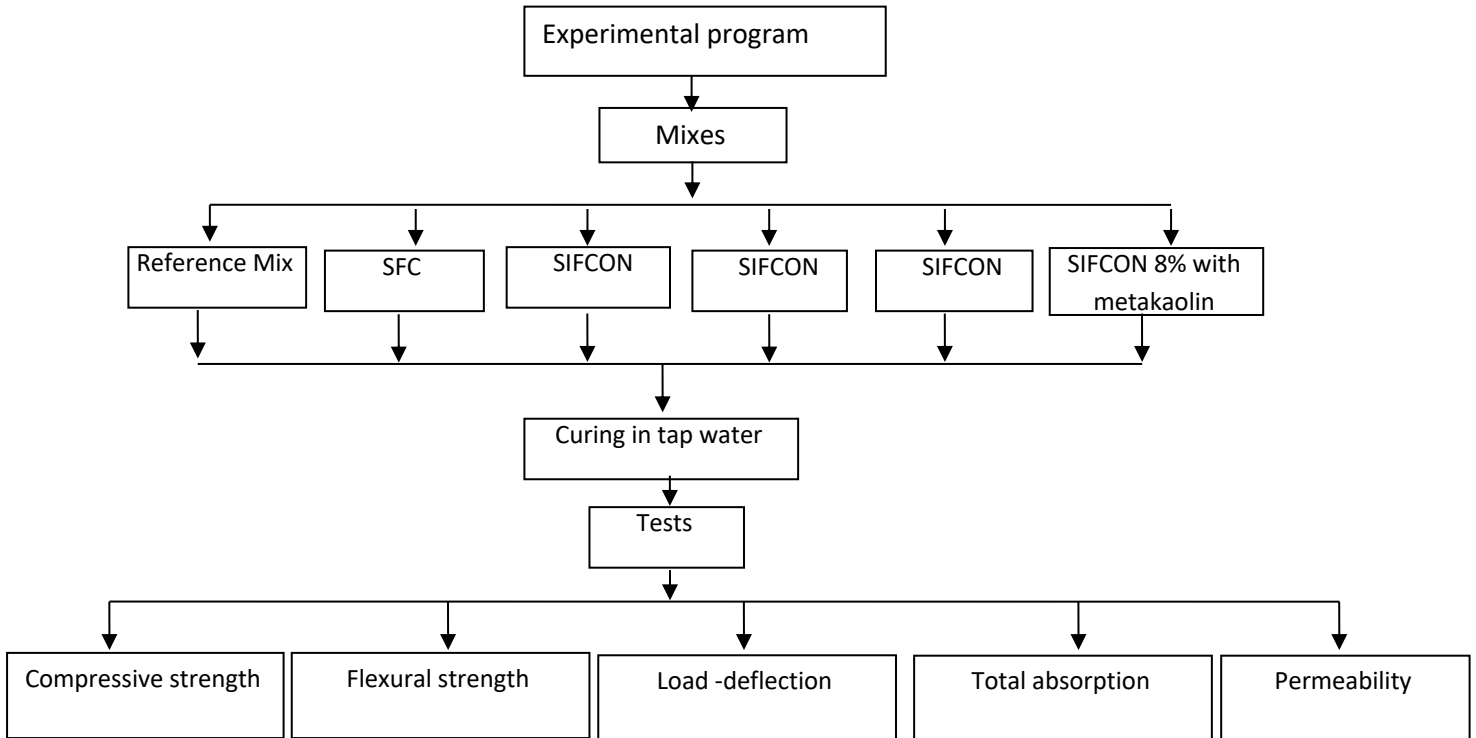 Experimental program
Mixes
Reference Mix
SFC
SIFCON
SIFCON
SIFCON
SIFCON 8% with
metakaolin
Curing in tap water
Tests
Compressive strength
Flexural strength
Load -deflection
Total absorption
Permeability